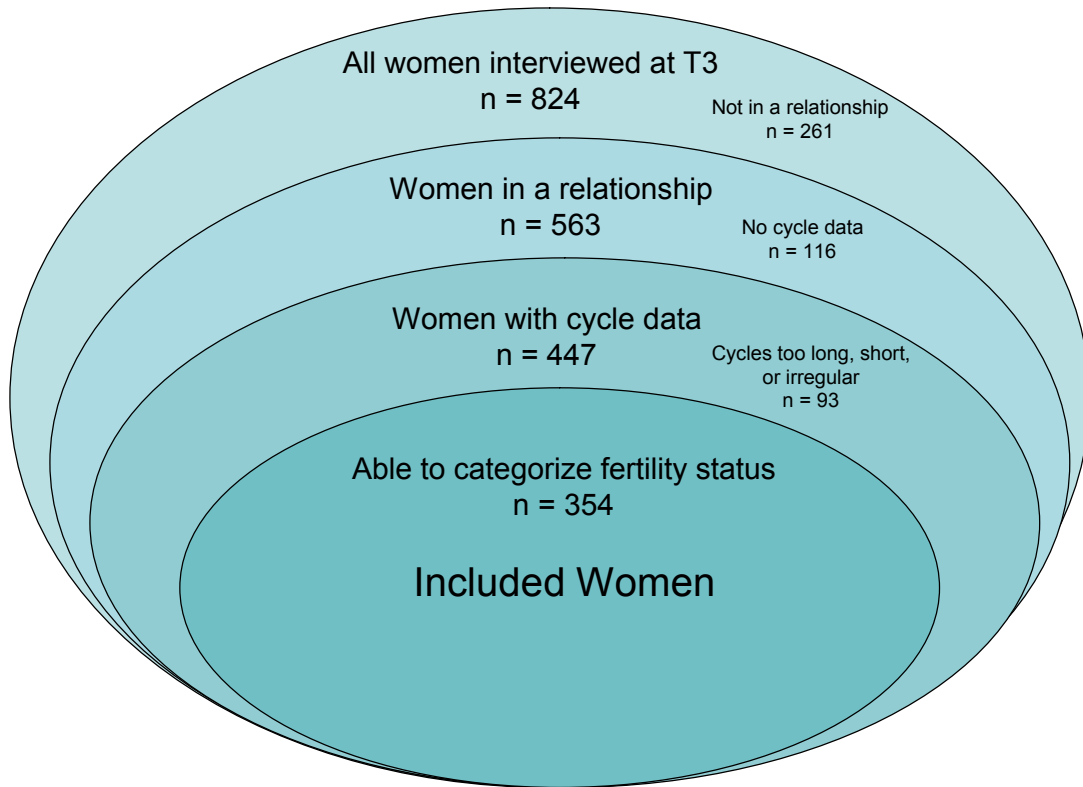 All women interviewed at T3
n = 824
Not in a relationship
n = 261
Women in a relationship
n = 563
No cycle data
n = 116
Women with cycle data
n = 447
Cycles too long, short,
or irregular
n = 93
Able to categorize fertility status
n = 354
Included Women